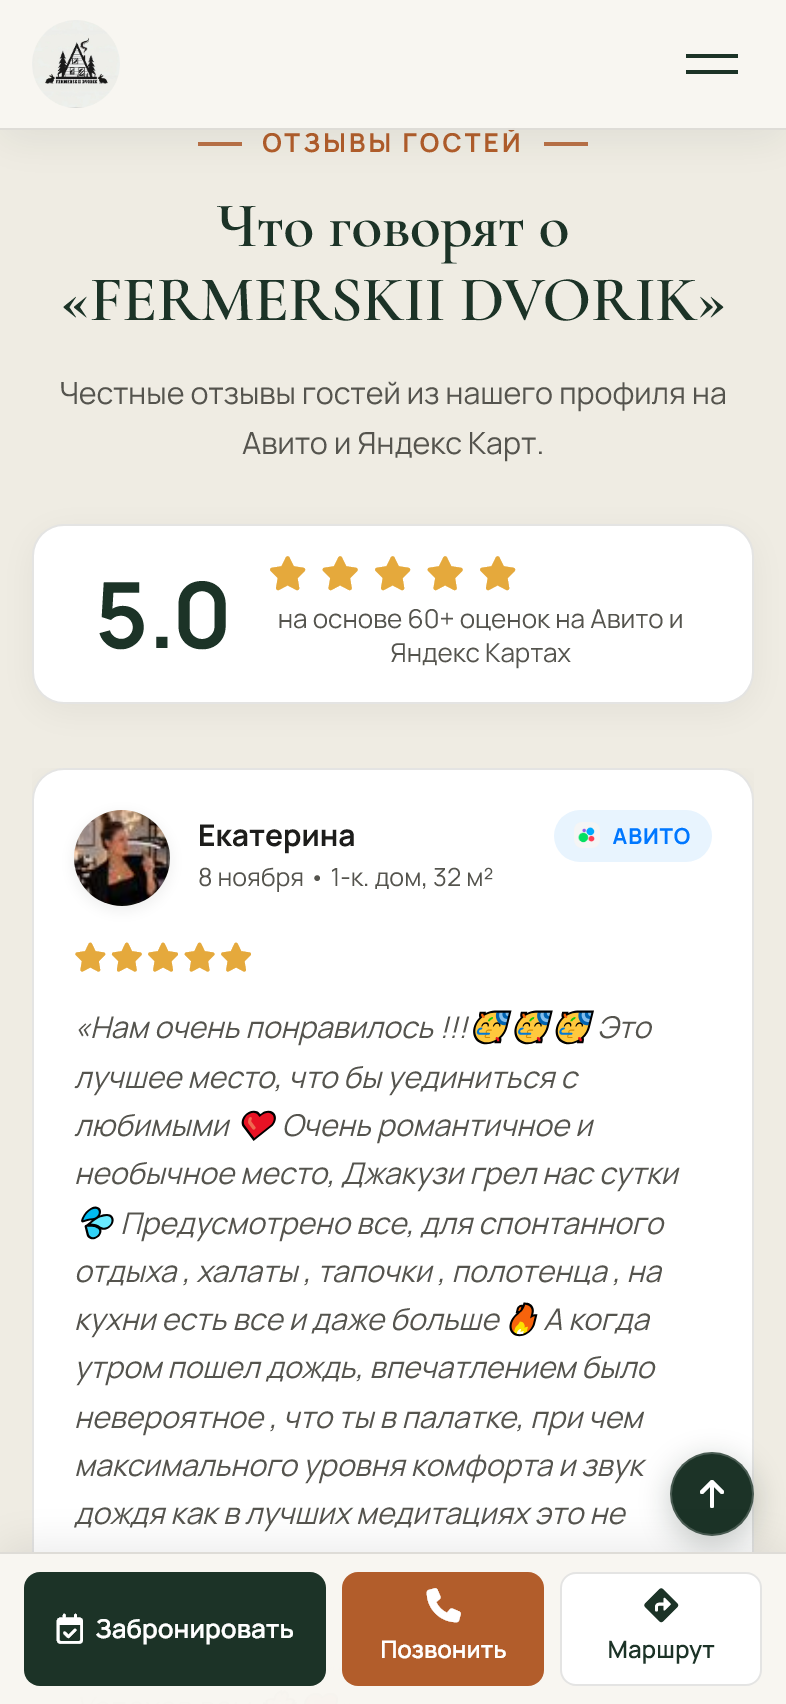 FERMERSKII DVORIK
ОТЗЫВЫ ГОСТЕЙ
Что говорят о
«FERMERSKII DVORIK»
Честные отзывы гостей из нашего профиля на
Авито и Яндекс Карт.
5.0
на основе 60+ оценок на Авито и
Яндекс Картах
Екатерина
АВИТО
8 ноября • 1-к. дом, 32 м²
«Нам очень понравилось !!!🥳🥳🥳 Это
лучшее место, что бы уединиться с
любимыми ❤️ Очень романтичное и
необычное место, Джакузи грел нас сутки
💦 Предусмотрено все, для спонтанного
отдыха , халаты , тапочки , полотенца , на
кухни есть все и даже больше 🔥 А когда
утром пошел дождь, впечатлением было
невероятное , что ты в палатке, при чем
максимального уровня комфорта и звук
дождя как в лучших медитациях это не
Забронировать
Позвонить
Маршрут